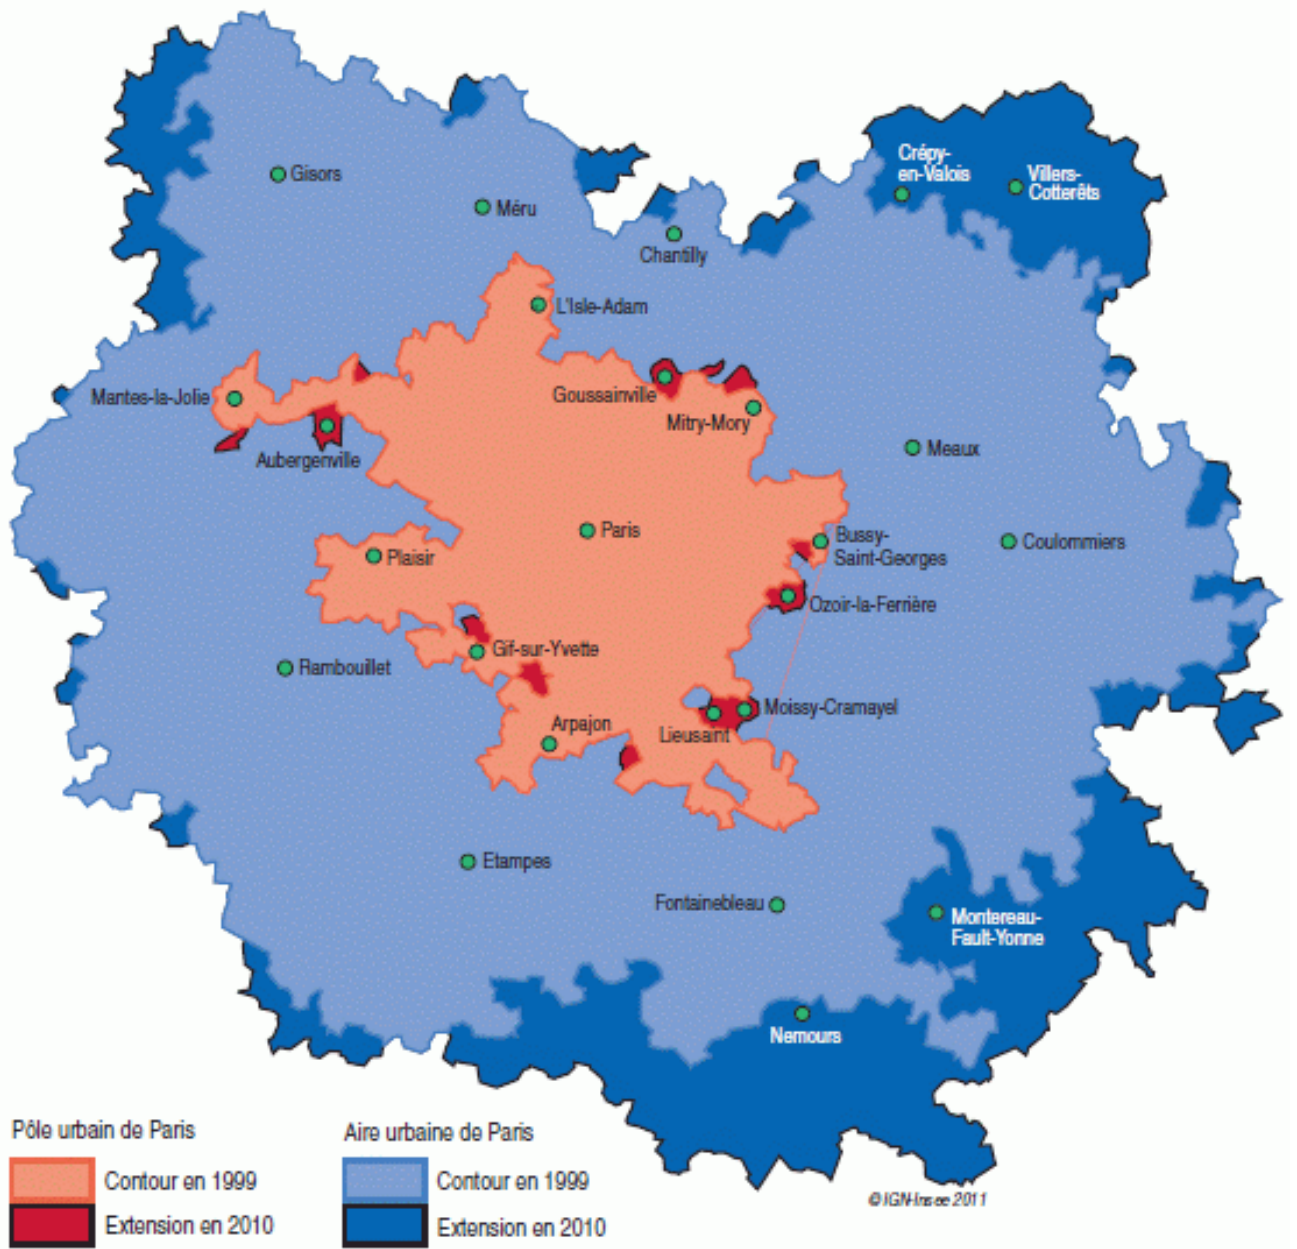 Crépy-
en-Valois
Villers-
Cotterêts
Gisors
Méru
Chantilly
L'Isle-Adam
Mantes-la-Jolie
Goussainville
Mitry-Mory
Aubergenville
Meaux
Paris
Plaisir
Bussy-
Saint-Georges
Coulommiers
Ozoir-la-Ferrière
Gif-sur-Yvette
Rambouillet
Moissy-Cramayel
Arpajon
Lieusaint
Etampes
Fontainebleau
Montereau-
Fault-Yonne
Nemours
Pôle urbain de Paris
Contour en 1999
Extension en 2010
Aire urbaine de Paris
Contour en 1999
Extension en 2010
© IGN-Insee 2011